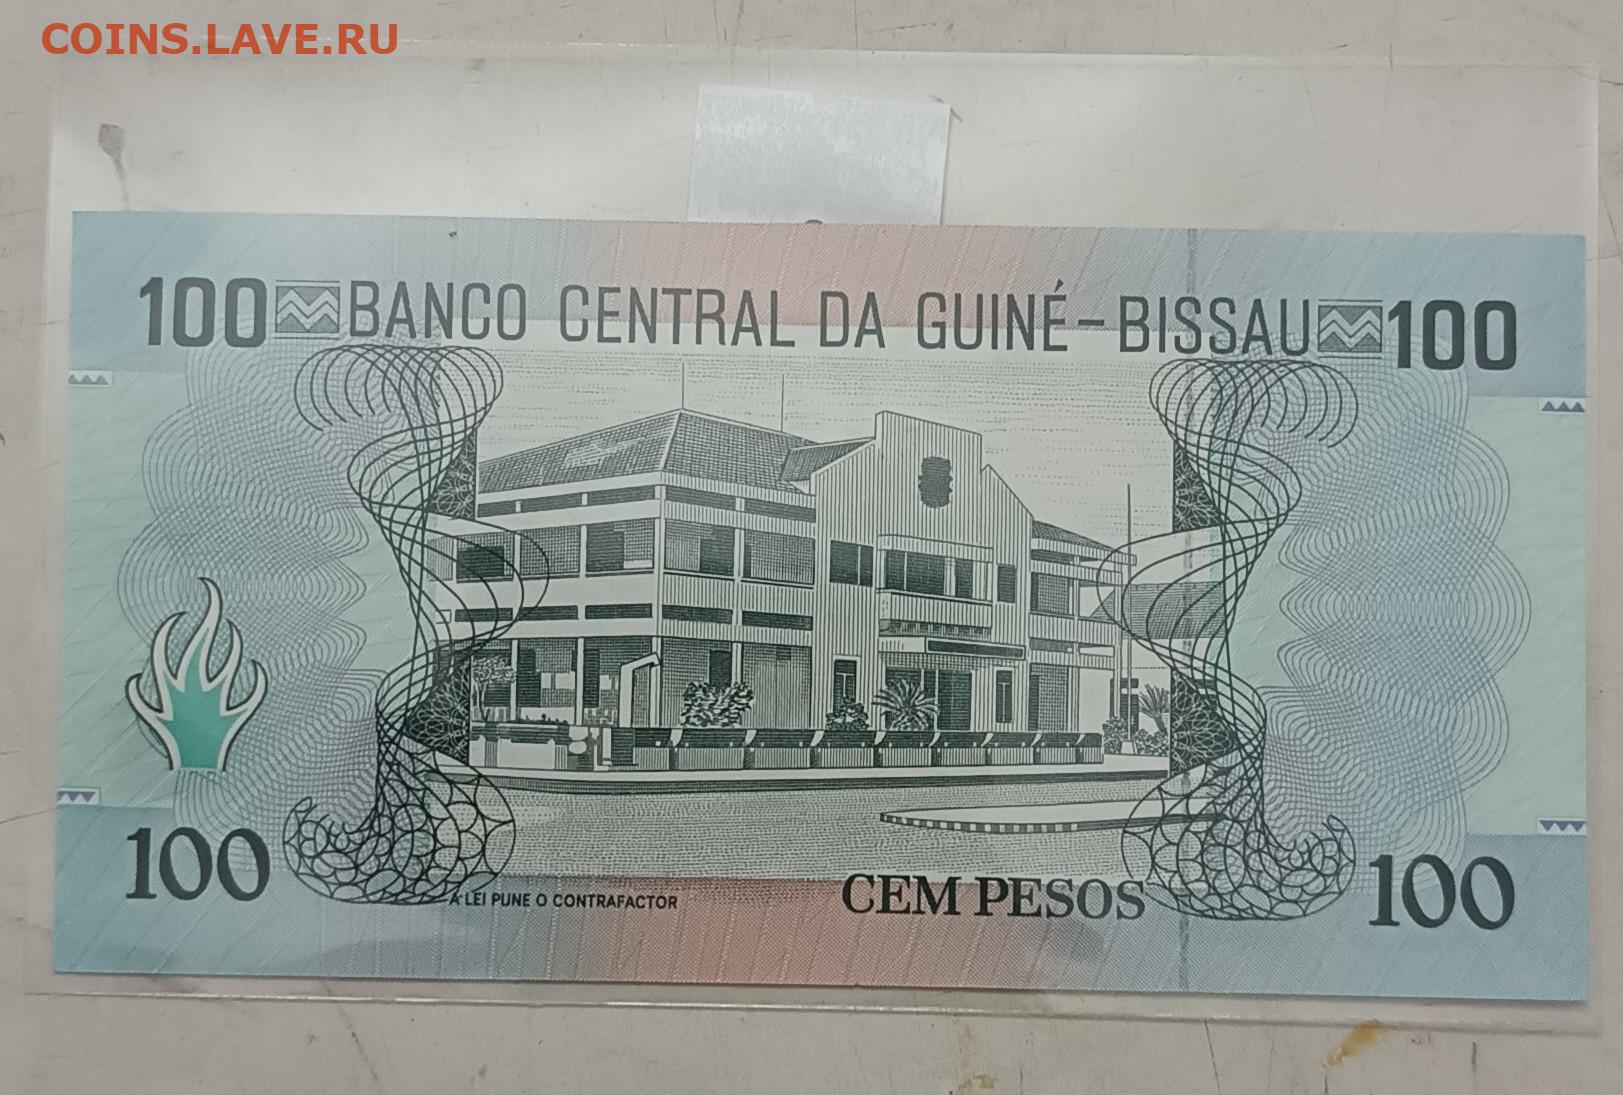 COINS.LAVE.RU
100 BANCO CENTRAL DA GUINÉ-BISSAU 100
100 A LEI PUNE O CONTRAFACTOR CEM PESOS 100